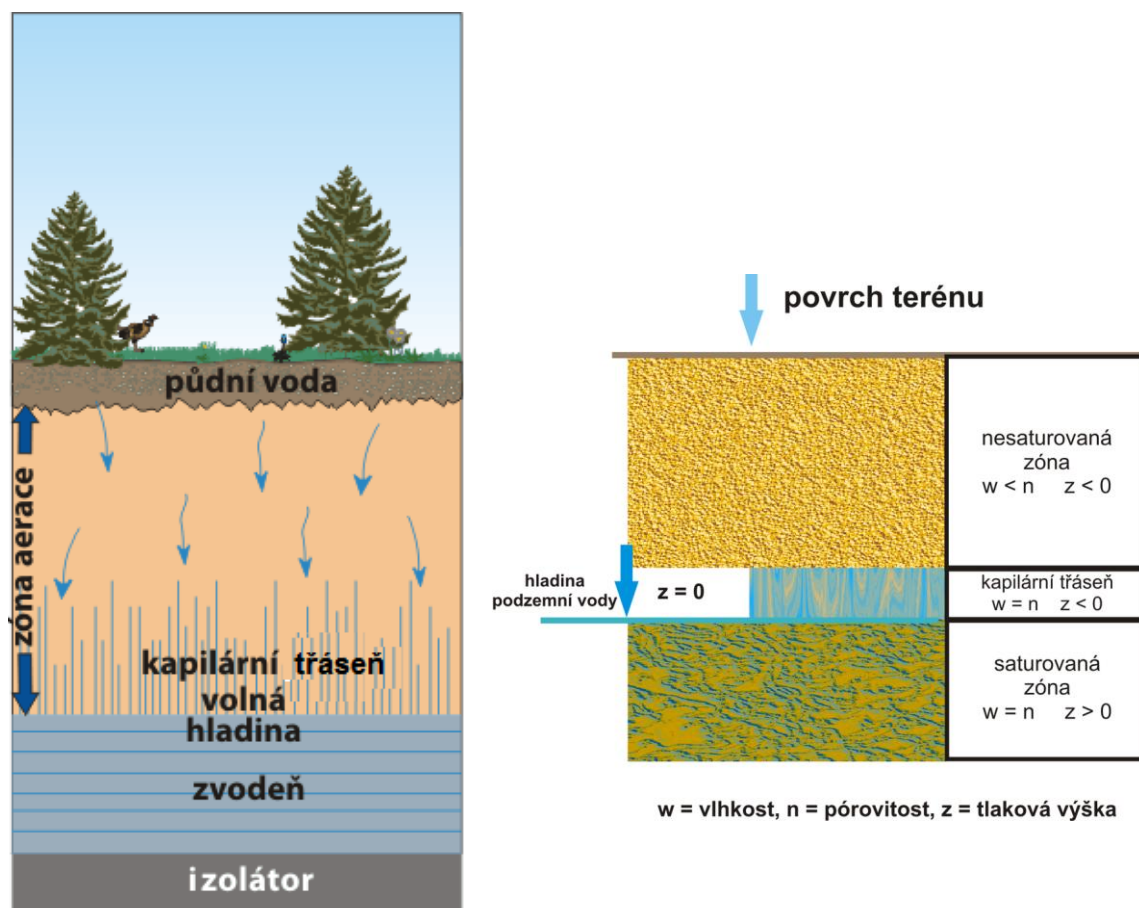 půdní voda
zóna aerace
kapilární třáseň
volná
hladina
zvodeň
izolátor
povrch terénu
nesaturovaná
zóna
w < n z < 0
hladina
podzemní vody
z = 0
kapilární třáseň
w = n z < 0
saturovaná
zóna
w = n z > 0
w = vlhkost, n = pórovitost, z = tlaková výška